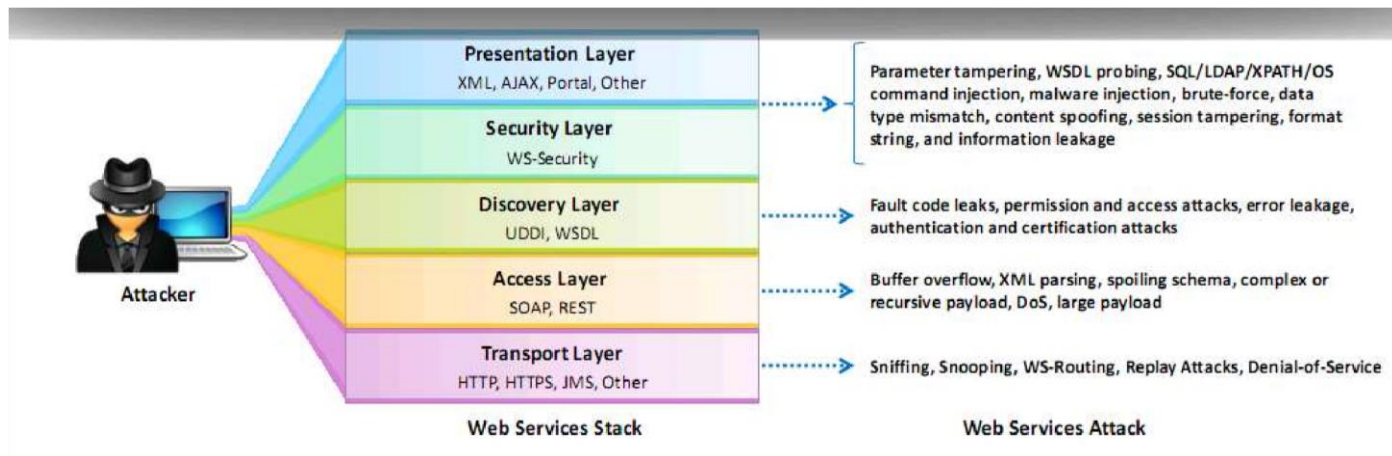 Presentation Layer
XML, AJAX, Portal, Other
Security Layer
WS-Security
Discovery Layer
UDDI, WSDL
Access Layer
SOAP, REST
Transport Layer
HTTP, HTTPS, JMS, Other
Attacker
Web Services Stack
Parameter tampering, WSDL probing, SQL/LDAP/XPATH/OS
command injection, malware injection, brute-force, data
type mismatch, content spoofing, session tampering, format
string, and information leakage
Fault code leaks, permission and access attacks, error leakage,
authentication and certification attacks
Buffer overflow, XML parsing, spoiling schema, complex or
recursive payload, DoS, large payload
Sniffing, Snooping, WS-Routing, Replay Attacks, Denial-of-Service
Web Services Attack